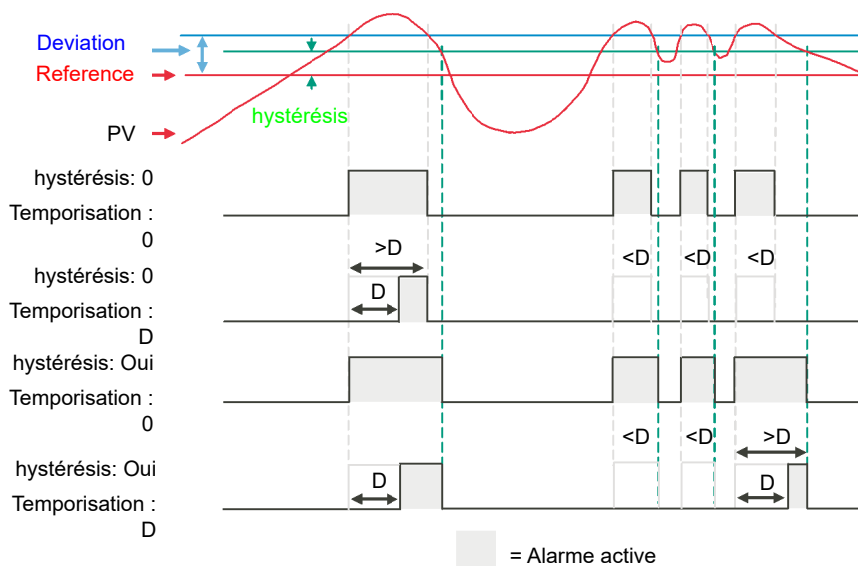 Deviation
Reference
hystérésis
PV
hystérésis: 0
Temporisation :
0
>D
<D
<D
<D
hystérésis: 0
D
Temporisation :
D
hystérésis: Oui
Temporisation :
0
<D
<D
>D
hystérésis: Oui
D
D
Temporisation :
D
= Alarme active